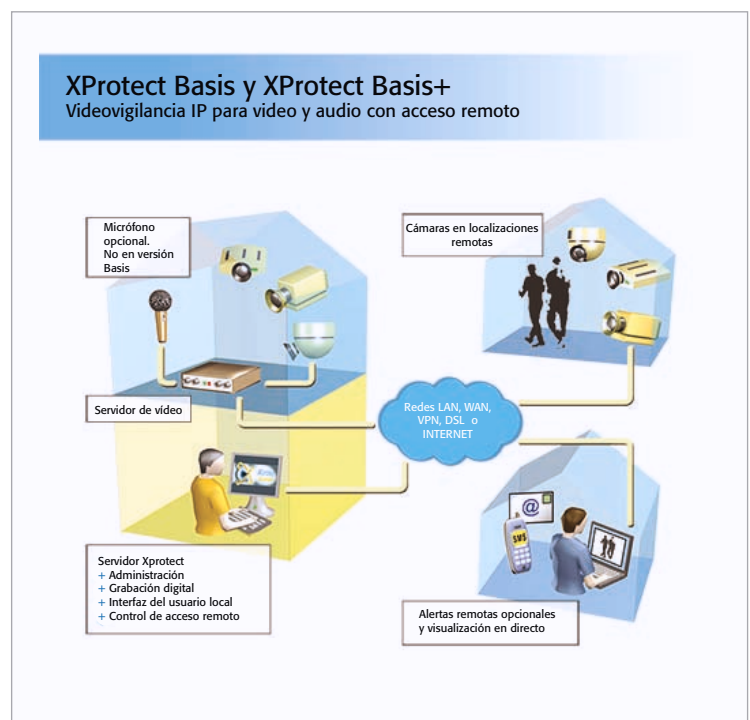 XProtect Basis y XProtect Basis+
Videovigilancia IP para video y audio con acceso remoto
Micrófono
opcional.
No en versión
Basis
Cámaras en localizaciones
remotas
Servidor de vídeo
Redes LAN, WAN,
VPN, DSL o
INTERNET
@
SMS
Servidor Xprotect
+ Administración
+ Grabación digital
+ Interfaz del usuario local
+ Control de acceso remoto
Alertas remotas opcionales
y visualización en directo